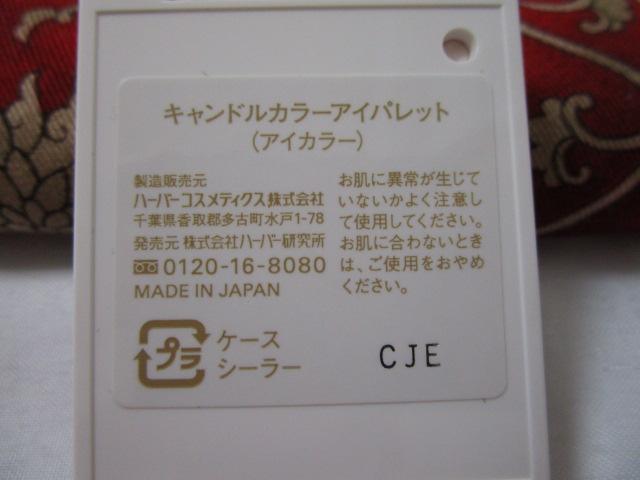 キャンドルカラーアイパレット
(アイカラー)
製造販売元
ハーバーコスメティクス株式会社
千葉県香取郡多古町水戸1-78
発売元 株式会社ハーバー研究所
0120-16-8080
MADE IN JAPAN
お肌に異常が生じて
いないかよく注意し
て使用してください。
お肌に合わないとき
は、ご使用をおやめ
ください。
プラ
ケース
シーラー
CJE